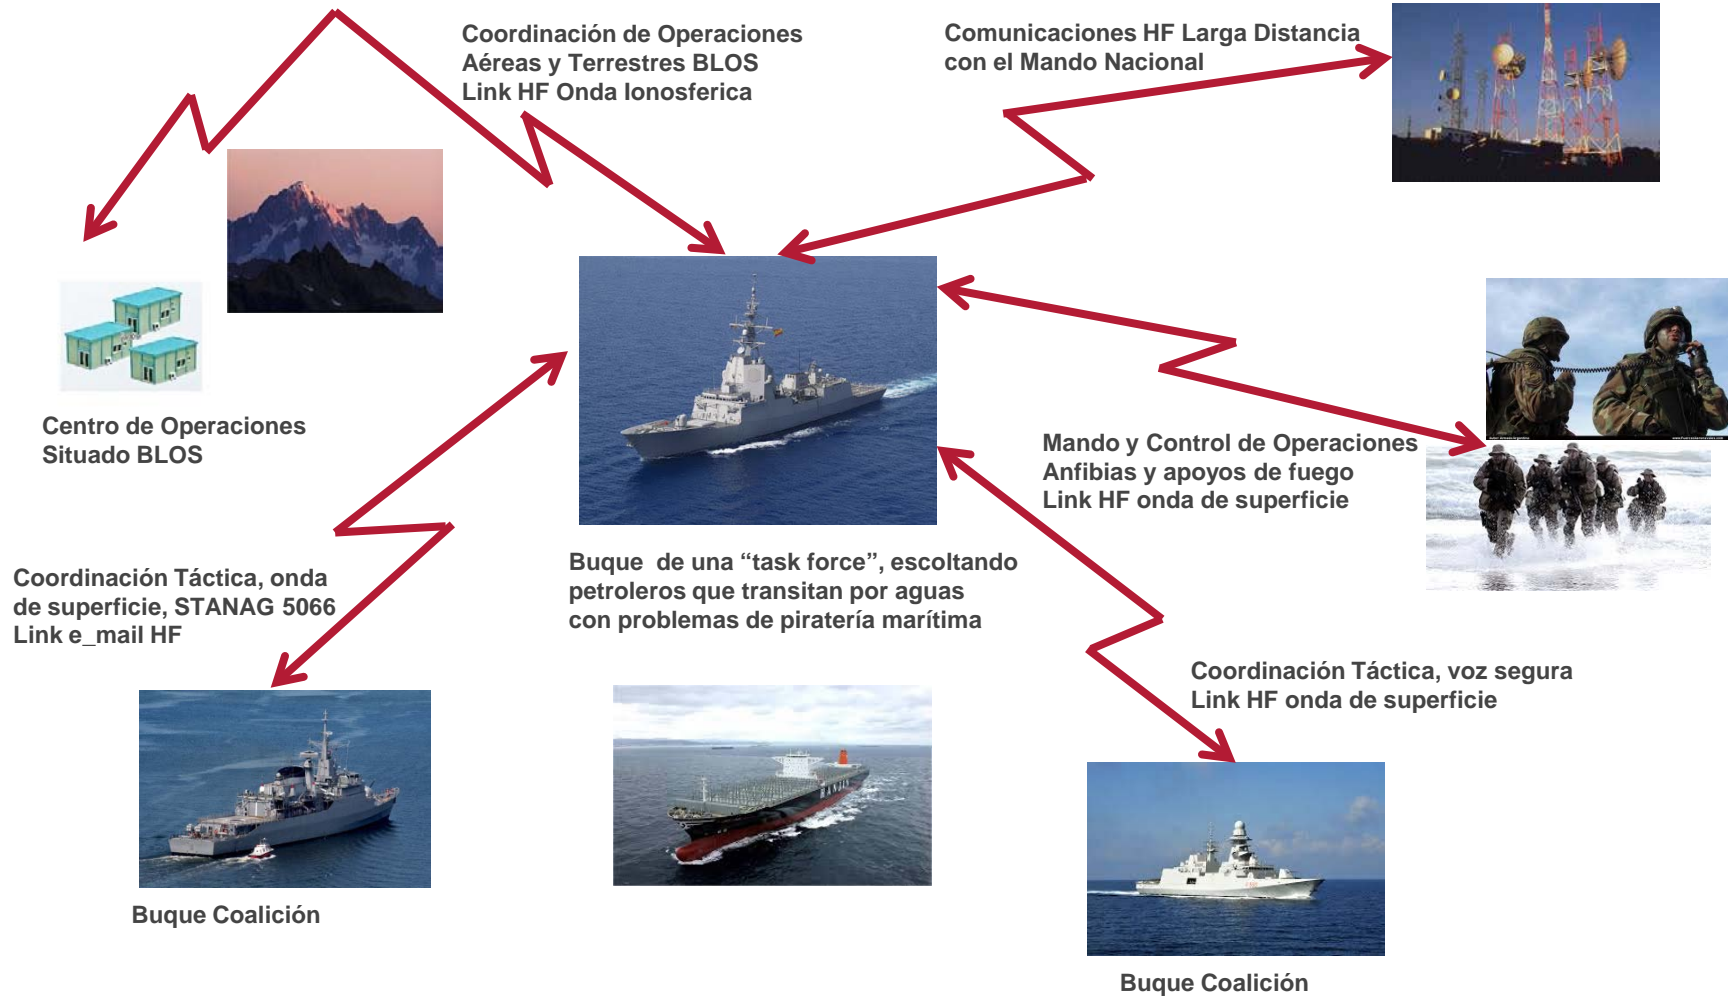 Coordinación de Operaciones
Aéreas y Terrestres BLOS
Link HF Onda Ionosferica
Comunicaciones HF Larga Distancia
con el Mando Nacional
Centro de Operaciones
Situado BLOS
Mando y Control de Operaciones
Anfibias y apoyos de fuego
Link HF onda de superficie
Coordinación Táctica, onda
de superficie, STANAG 5066
Link e_mail HF
Buque de una “task force”, escoltando
petroleros que transitan por aguas
con problemas de piratería marítima
Coordinación Táctica, voz segura
Link HF onda de superficie
Buque Coalición
Buque Coalición